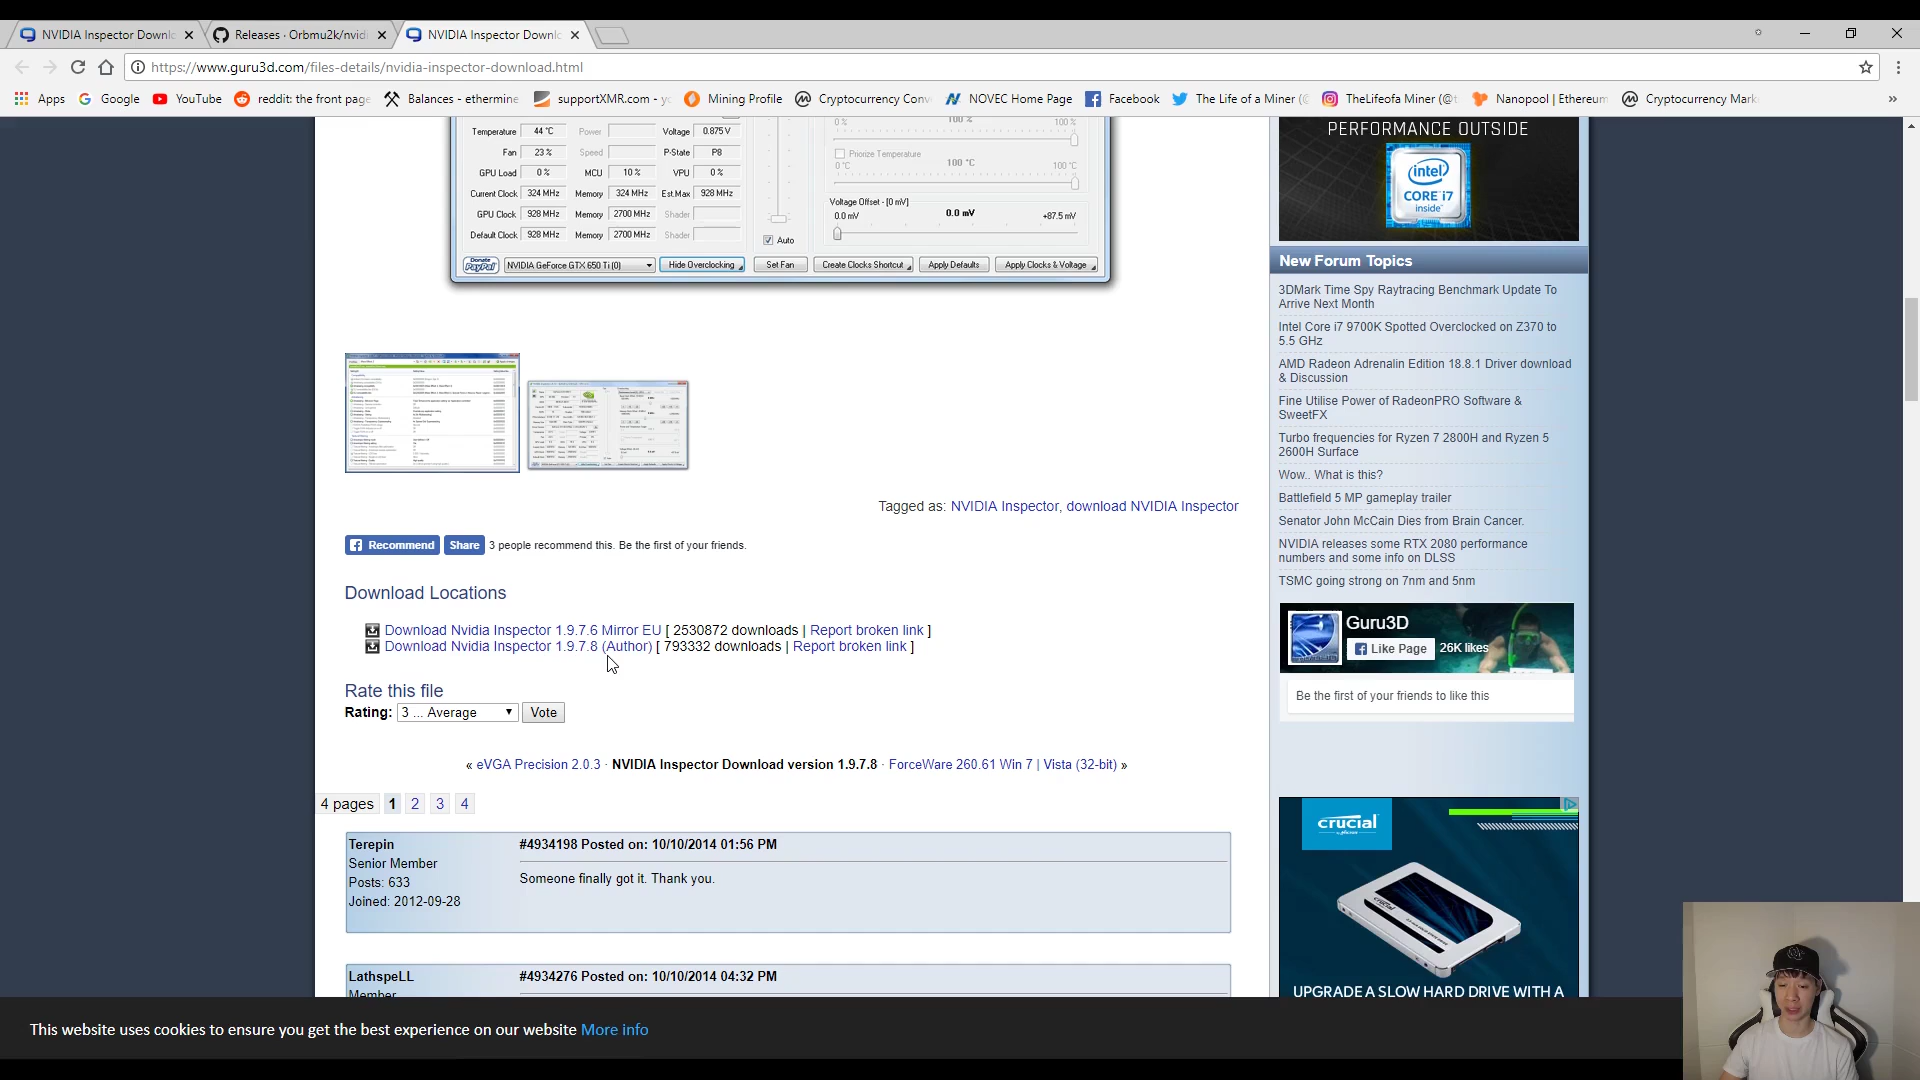 NVIDIA Inspector Downlo
Releases · Orbmu2k/nvidi
NVIDIA Inspector Downlo
https://www.guru3d.com/files-details/nvidia-inspector-download.html
Apps
Google
YouTube
reddit: the front page
Balances - ethermine
supportXMR.com - yo
Mining Profile
Cryptocurrency Conv
NOVEC Home Page
Facebook
The Life of a Miner (@
TheLifeofa Miner (@t
Nanopool | Ethereum
Cryptocurrency Mark
»
Temperature 44 °C Power Voltage 0.875 V
Fan 23 % Speed P-State P8
GPU Load 0 % MCU 10 % VPU 0 %
Current Clock 324 MHz Memory 324 MHz Est.Max 928 MHz
GPU Clock 928 MHz Memory 2700 MHz Shader
Default Clock 928 MHz Memory 2700 MHz Shader
Auto
0 % 100 % 100 %
Priorize Temperature
0 °C 100 °C 100 °C
Voltage Offset - [0 mV]
0.0 mV 0.0 mV +87.5 mV
Donate PayPal
NVIDIA GeForce GTX 650 Ti (0)
Hide Overclocking
Set Fan
Create Clocks Shortcut
Apply Defaults
Apply Clocks & Voltage
Tagged as: NVIDIA Inspector, download NVIDIA Inspector
Recommend Share 3 people recommend this. Be the first of your friends.
Download Locations
Download Nvidia Inspector 1.9.7.6 Mirror EU [ 2530872 downloads | Report broken link ]
Download Nvidia Inspector 1.9.7.8 (Author) [ 793332 downloads | Report broken link ]
Rate this file
Rating: 3 ... Average Vote
« eVGA Precision 2.0.3 · NVIDIA Inspector Download version 1.9.7.8 · ForceWare 260.61 Win 7 | Vista (32-bit) »
4 pages 1 2 3 4
Terepin
Senior Member
Posts: 633
Joined: 2012-09-28
#4934198 Posted on: 10/10/2014 01:56 PM
Someone finally got it. Thank you.
LathspeLL
Member
#4934276 Posted on: 10/10/2014 04:32 PM
PERFORMANCE OUTSIDE
intel
CORE i7
inside
New Forum Topics
3DMark Time Spy Raytracing Benchmark Update To
Arrive Next Month
Intel Core i7 9700K Spotted Overclocked on Z370 to
5.5 GHz
AMD Radeon Adrenalin Edition 18.8.1 Driver download
& Discussion
Fine Utilise Power of RadeonPRO Software &
SweetFX
Turbo frequencies for Ryzen 7 2800H and Ryzen 5
2600H Surface
Wow.. What is this?
Battlefield 5 MP gameplay trailer
Senator John McCain Dies from Brain Cancer.
NVIDIA releases some RTX 2080 performance
numbers and some info on DLSS
TSMC going strong on 7nm and 5nm
Guru3D
Like Page 26K likes
Be the first of your friends to like this
crucial
UPGRADE A SLOW HARD DRIVE WITH A
This website uses cookies to ensure you get the best experience on our website More info